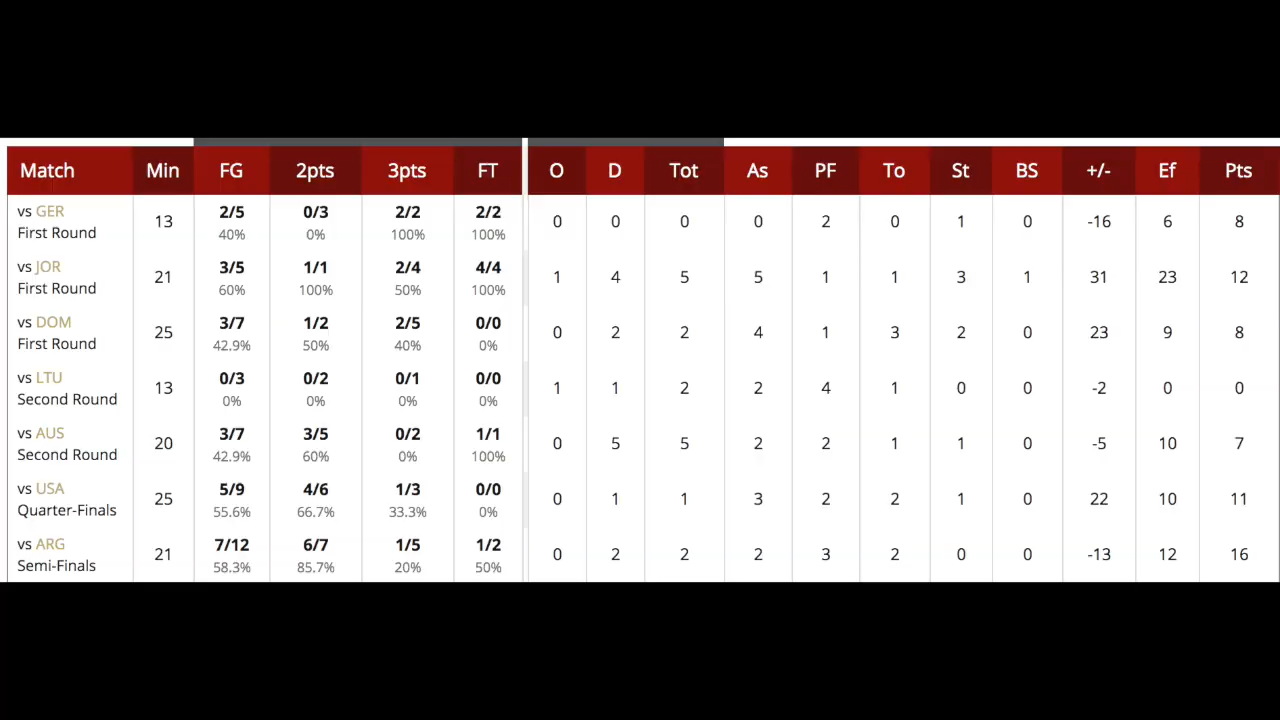 Match Min FG 2pts 3pts FT O D Tot As PF To St BS +/- Ef Pts
vs GER 2/5 0/3 2/2 2/2
First Round 13 40% 0% 100% 100% 0 0 0 0 2 0 1 0 -16 6 8
vs JOR 3/5 1/1 2/4 4/4
First Round 21 60% 100% 50% 100% 1 4 5 5 1 1 3 1 31 23 12
vs DOM 3/7 1/2 2/5 0/0
First Round 25 42.9% 50% 40% 0% 0 2 2 4 1 3 2 0 23 9 8
vs LTU 0/3 0/2 0/1 0/0
Second Round 13 0% 0% 0% 0% 1 1 2 2 4 1 0 0 -2 0 0
vs AUS 3/7 3/5 0/2 1/1
Second Round 20 42.9% 60% 0% 100% 0 5 5 2 2 1 1 0 -5 10 7
vs USA 5/9 4/6 1/3 0/0
Quarter-Finals 25 55.6% 66.7% 33.3% 0% 0 1 1 3 2 2 1 0 22 10 11
vs ARG 7/12 6/7 1/5 1/2
Semi-Finals 21 58.3% 85.7% 20% 50% 0 2 2 2 3 2 0 0 -13 12 16